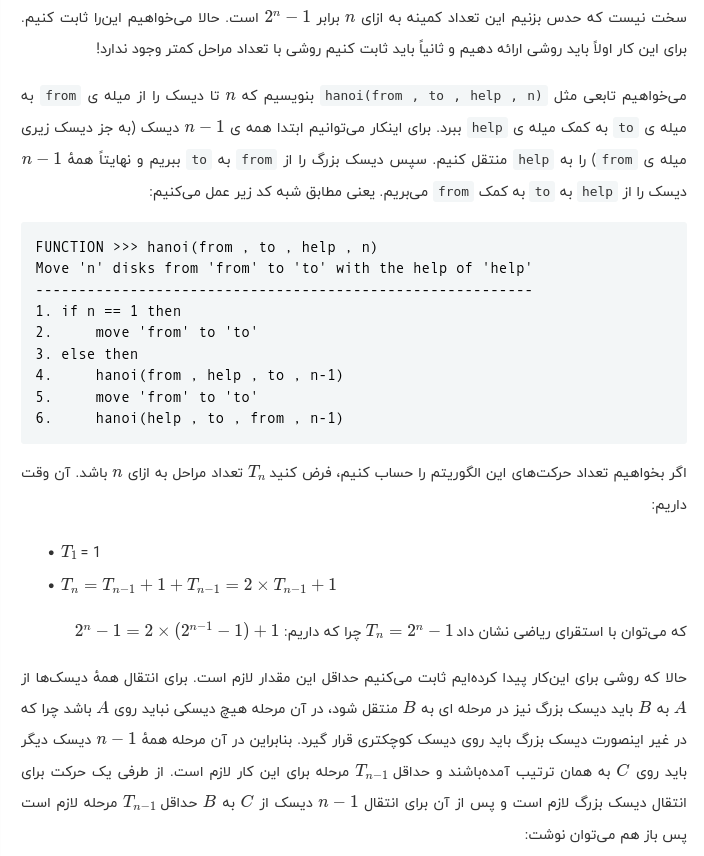 سخت نیست که حدس بزنیم این تعداد کمینه به ازای n برابر 2ⁿ − 1 است. حالا می‌خواهیم این‌را ثابت کنیم.
برای این کار اولاً باید روشی ارائه دهیم و ثانیاً باید ثابت کنیم روشی با تعداد مراحل کمتر وجود ندارد!
می‌خواهیم تابعی مثل hanoi(from , to , help , n) بنویسیم که n تا دیسک را از میله ی from به
میله ی to به کمک میله ی help ببرد. برای اینکار می‌توانیم ابتدا همه ی n − 1 دیسک (به جز دیسک زیری
میله ی from ) را به help منتقل کنیم. سپس دیسک بزرگ را از from به to ببریم و نهایتاً همهٔ n − 1
دیسک را از help به to به کمک from می‌بریم. یعنی مطابق شبه کد زیر عمل می‌کنیم:
FUNCTION >>> hanoi(from , to , help , n)
Move 'n' disks from 'from' to 'to' with the help of 'help'
----------------------------------------------------------
1. if n == 1 then
2.     move 'from' to 'to'
3. else then
4.     hanoi(from , help , to , n-1)
5.     move 'from' to 'to'
6.     hanoi(help , to , from , n-1)
اگر بخواهیم تعداد حرکت‌های این الگوریتم را حساب کنیم، فرض کنید Tₙ تعداد مراحل به ازای n باشد. آن وقت
داریم:
• T₁ = 1
• Tₙ = Tₙ₋₁ + 1 + Tₙ₋₁ = 2 × Tₙ₋₁ + 1
که می‌توان با استقرای ریاضی نشان داد Tₙ = 2ⁿ − 1 چرا که داریم: 2ⁿ − 1 = 2 × (2ⁿ⁻¹ − 1) + 1
حالا که روشی برای این‌کار پیدا کرده‌ایم ثابت می‌کنیم حداقل این مقدار لازم است. برای انتقال همهٔ دیسک‌ها از
A به B باید دیسک بزرگ نیز در مرحله ای به B منتقل شود، در آن مرحله هیچ دیسکی نباید روی A باشد چرا که
در غیر اینصورت دیسک بزرگ باید روی دیسک کوچکتری قرار گیرد. بنابراین در آن مرحله همهٔ n − 1 دیسک دیگر
باید روی C به همان ترتیب آمده‌باشند و حداقل Tₙ₋₁ مرحله برای این کار لازم است. از طرفی یک حرکت برای
انتقال دیسک بزرگ لازم است و پس از آن برای انتقال n − 1 دیسک از C به B حداقل Tₙ₋₁ مرحله لازم است
پس باز هم می‌توان نوشت: